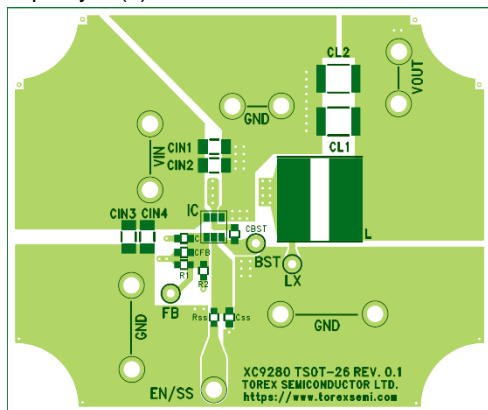 CL2
VOUT
GND
CIN1
VIN
CIN2
CL1
CIN3 CIN4
IC
CBST
L
BST
CFB
R1
R2
LX
FB
GND
Rss
Css
GND
EN/SS
XC9280 TSOT-26 REV. 0.1
TOREX SEMICONDUCTOR LTD.
https://www.torexsemi.com